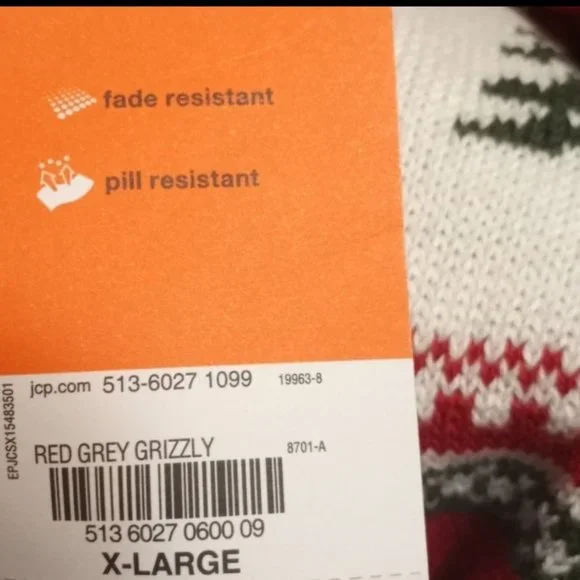 fade resistant
pill resistant
EPJCSX15483501
jcp.com 513-6027 1099 19963-8
RED GREY GRIZZLY 8701-A
513 6027 0600 09
X-LARGE